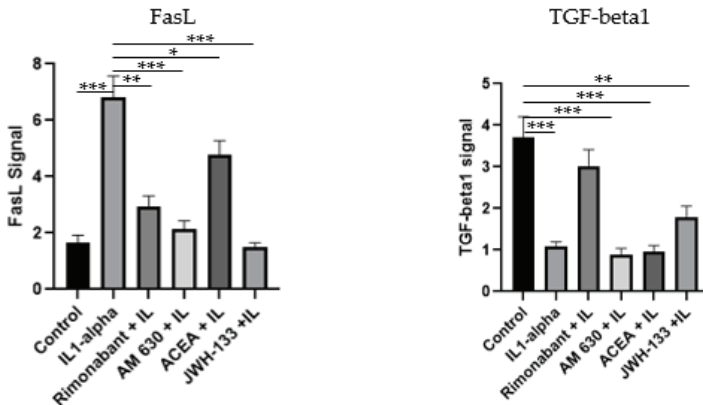 FasL
***
*
***
*** **
8
6
4
2
0
FasL Signal
Control
IL1-alpha
Rimonabant + IL
AM 630 + IL
ACEA + IL
JWH-133 +IL
TGF-beta1
**
***
***
***
5
4
3
2
1
0
TGF-beta1 signal
Control
IL1-alpha
Rimonabant + IL
AM 630 + IL
ACEA + IL
JWH-133 +IL